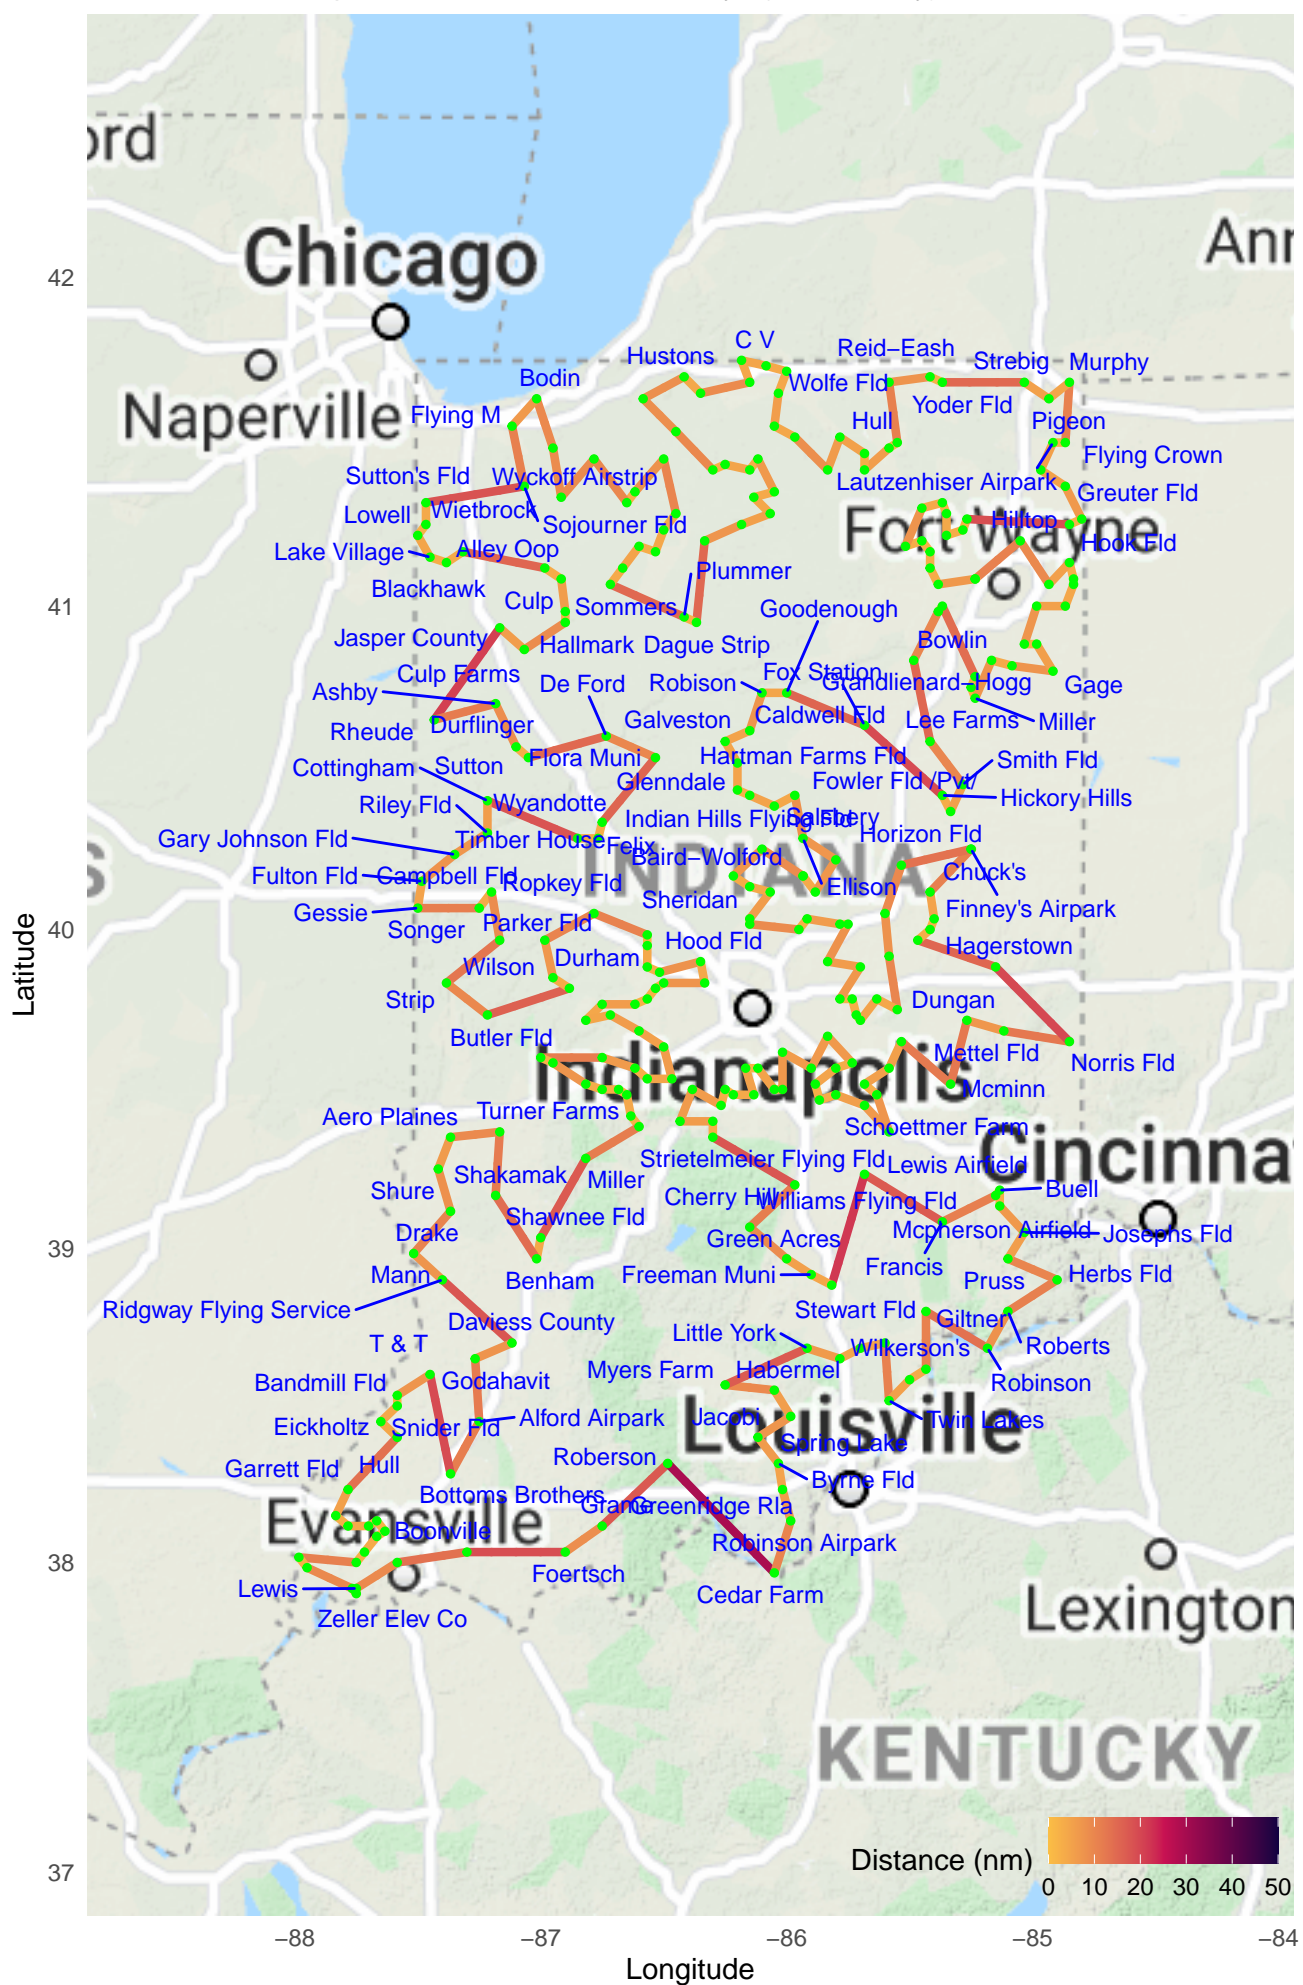 ord
Ann
Chicago
42
Naperville
C V
Hustons
Reid−Eash
Strebig
Murphy
Bodin
Wolfe Fld
Yoder Fld
Flying M
Hull
Pigeon
Flying Crown
Sutton's Fld
Wyckoff Airstrip
Lautzenhiser Airpark
Greuter Fld
Lowell
Wietbrock
Sojourner Fld
Hilltop
Fort Wayne
Hook Fld
Lake Village
Alley Oop
Plummer
Blackhawk
Culp
Sommers
Goodenough
41
Jasper County
Hallmark
Dague Strip
Bowlin
Culp Farms
Fox Station
Grandlienard−Hogg
Ashby
De Ford
Robison
Gage
Rheude
Durflinger
Galveston
Caldwell Fld
Lee Farms
Miller
Cottingham
Sutton
Flora Muni
Hartman Farms Fld
Smith Fld
Glenndale
Fowler Fld /Pvt/
Hickory Hills
Riley Fld
Wyandotte
Indian Hills Flying Fld
Salsbery
Gary Johnson Fld
Timber House
Felix
Horizon Fld
INDIANA
Baird−Wolford
Fulton Fld
Campbell Fld
Ropkey Fld
Ellison
Chuck's
Gessie
Sheridan
Finney's Airpark
40
Songer
Parker Fld
Hood Fld
Hagerstown
Wilson
Durham
Strip
Dungan
Butler Fld
Mettel Fld
Norris Fld
Indianapolis
Mcminn
Aero Plaines
Turner Farms
Schoettmer Farm
Cincinna
Strietelmeier Flying Fld
Lewis Airfield
Shakamak
Miller
Buell
Shure
Cherry Hill
Williams Flying Fld
Shawnee Fld
Mcpherson Airfield
Josephs Fld
Drake
Green Acres
39
Mann
Benham
Freeman Muni
Francis
Pruss
Herbs Fld
Ridgway Flying Service
Daviess County
Stewart Fld
Giltner
Little York
T & T
Wilkerson's
Roberts
Bandmill Fld
Godahavit
Myers Farm
Habermel
Robinson
Eickholtz
Snider Fld
Alford Airpark
Jacobi
Louisville
Twin Lakes
Garrett Fld
Hull
Roberson
Spring Lake
Byrne Fld
Bottoms Brothers
Grame
Greenridge Rla
Evansville
Boonville
Robinson Airpark
38
Foertsch
Lewis
Cedar Farm
Zeller Elev Co
Lexington
KENTUCKY
Distance (nm)
0 10 20 30 40 50
37
−88 −87 −86 −85 −84
Longitude
Latitude